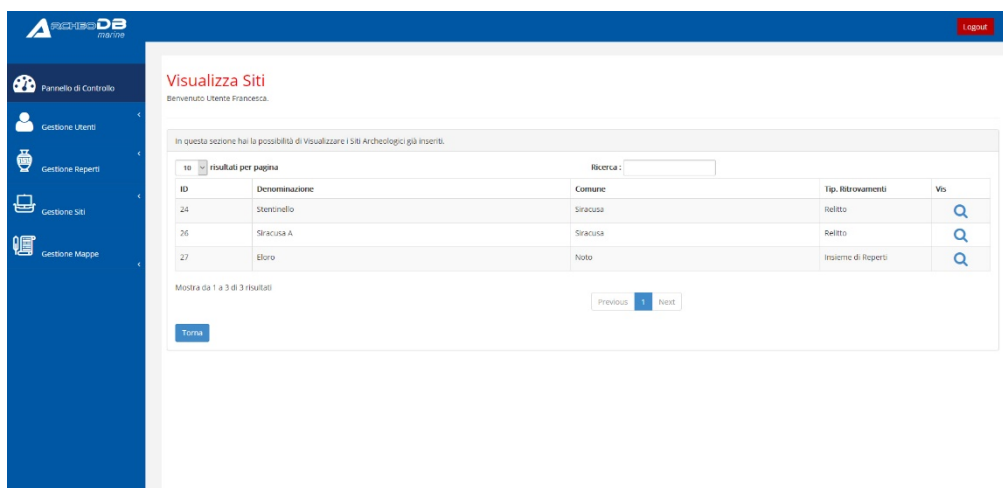 ARCHEODB
marine
Logout
Pannello di Controllo
Gestione Utenti
Gestione Reperti
Gestione Siti
Gestione Mappe
Visualizza Siti
Benvenuto Utente Francesca.
In questa sezione hai la possibilità di Visualizzare i Siti Archeologici già inseriti.
10 risultati per pagina Ricerca :
ID Denominazione Comune Tip. Ritrovamenti Vis
24 Stentinello Siracusa Relitto
26 Siracusa A Siracusa Relitto
27 Eloro Noto Insieme di Reperti
Mostra da 1 a 3 di 3 risultati
Previous 1 Next
Torna